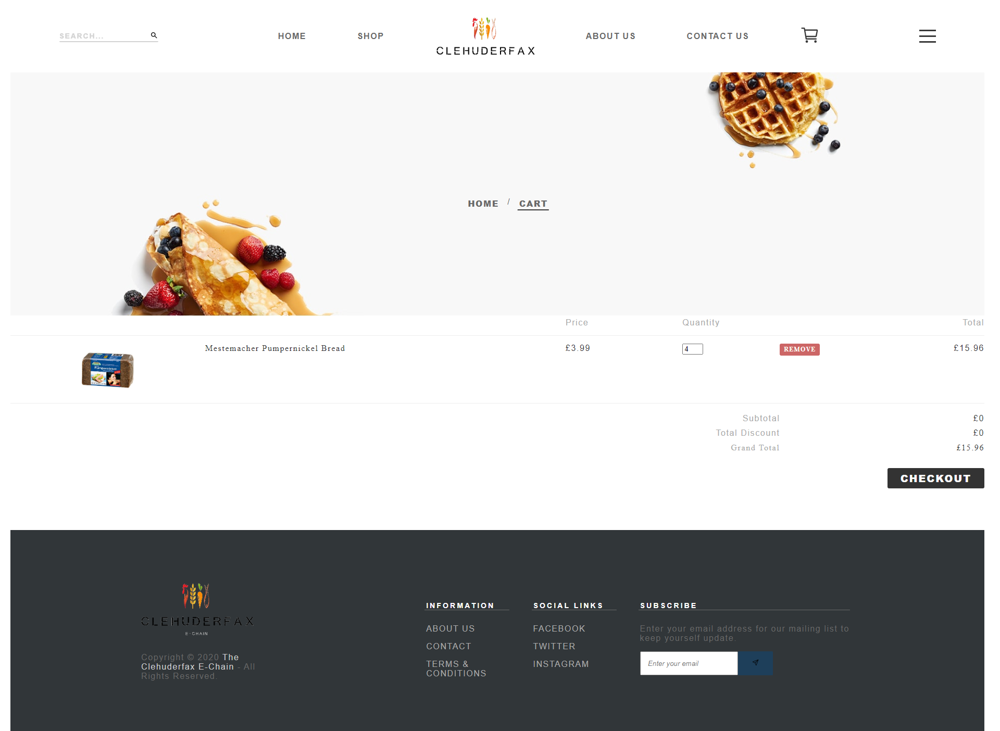 SEARCH...
HOME
SHOP
CLEHUDERFAX
ABOUT US
CONTACT US
HOME / CART
Price
Quantity
Total
Pumpernickel
Mestemacher Pumpernickel Bread
£3.99
4
REMOVE
£15.96
Subtotal
£0
Total Discount
£0
Grand Total
£15.96
CHECKOUT
CLEHUDERFAX
E-CHAIN
Copyright © 2020 The
Clehuderfax E-Chain - All
Rights Reserved.
INFORMATION
ABOUT US
CONTACT
TERMS &
CONDITIONS
SOCIAL LINKS
FACEBOOK
TWITTER
INSTAGRAM
SUBSCRIBE
Enter your email address for our mailing list to
keep yourself update.
Enter your email